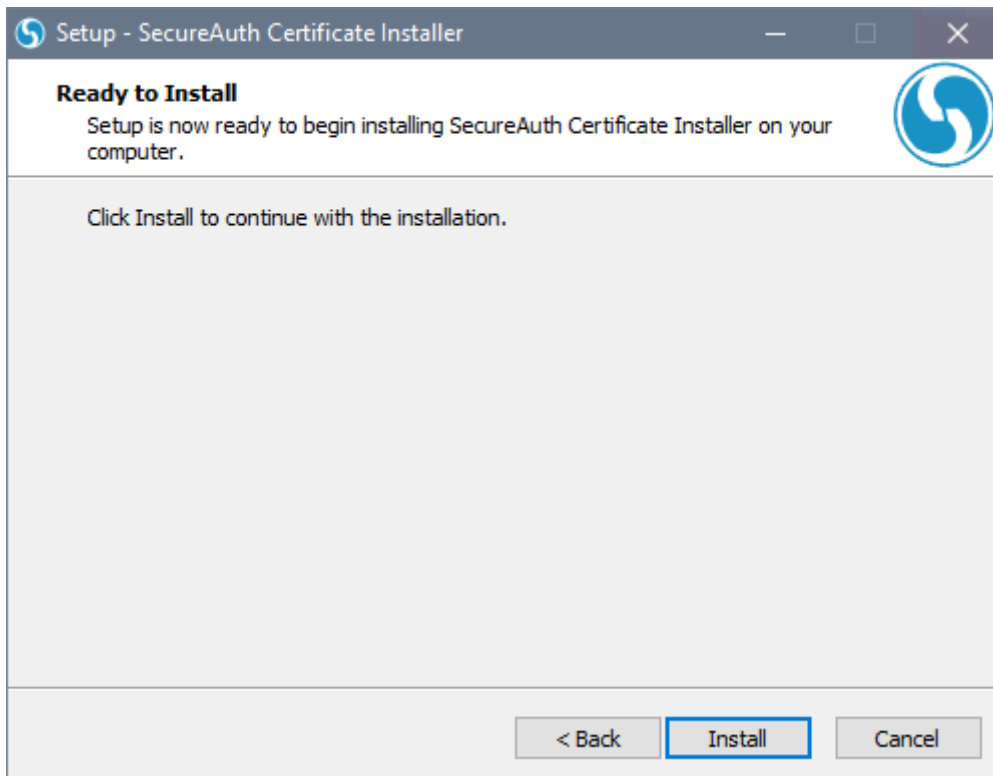 Setup - SecureAuth Certificate Installer
Ready to Install
Setup is now ready to begin installing SecureAuth Certificate Installer on your
computer.
Click Install to continue with the installation.
< Back
Install
Cancel